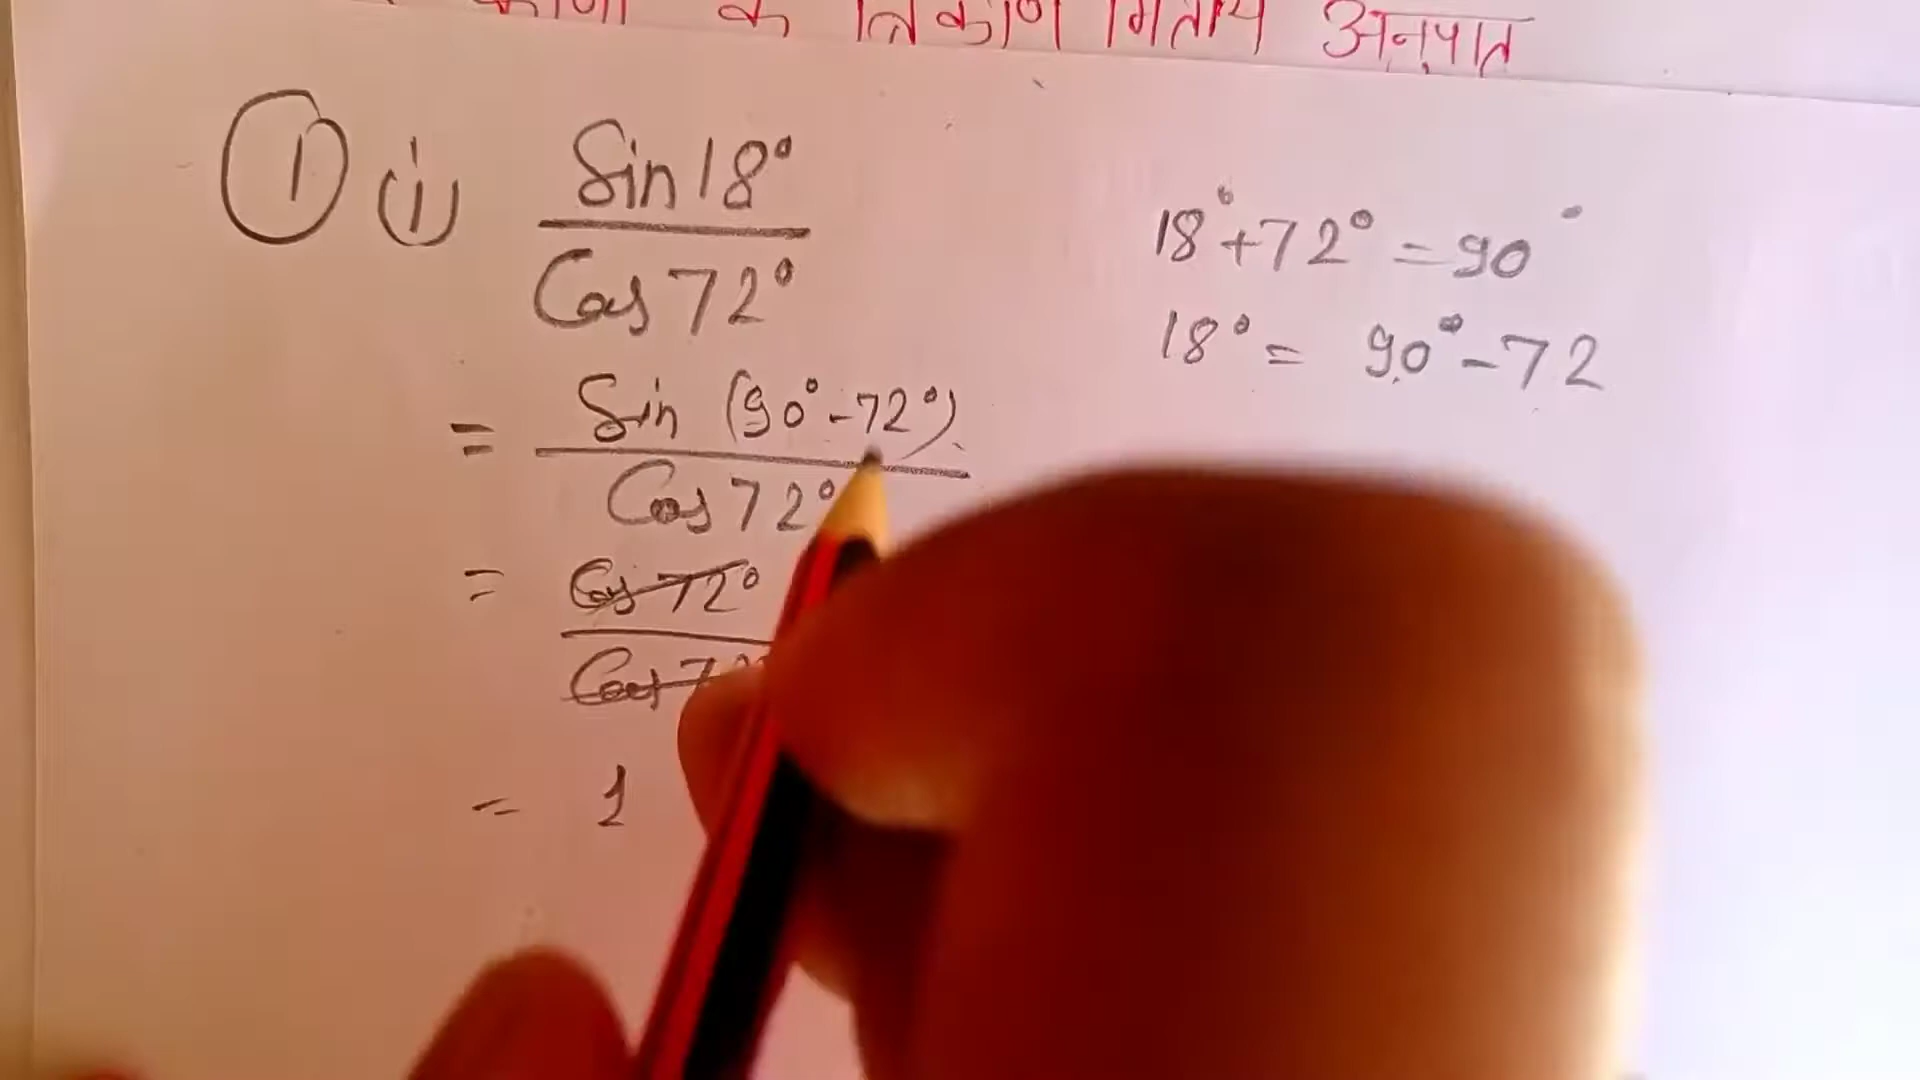 के त्रिकोणमितीय अनुपात
① (i) Sin 18°
Cos 72°
= Sin (90° - 72°)
Cos 72°
= Cos 72°
Cos
= 1
18° + 72° = 90°
18° = 90° - 72